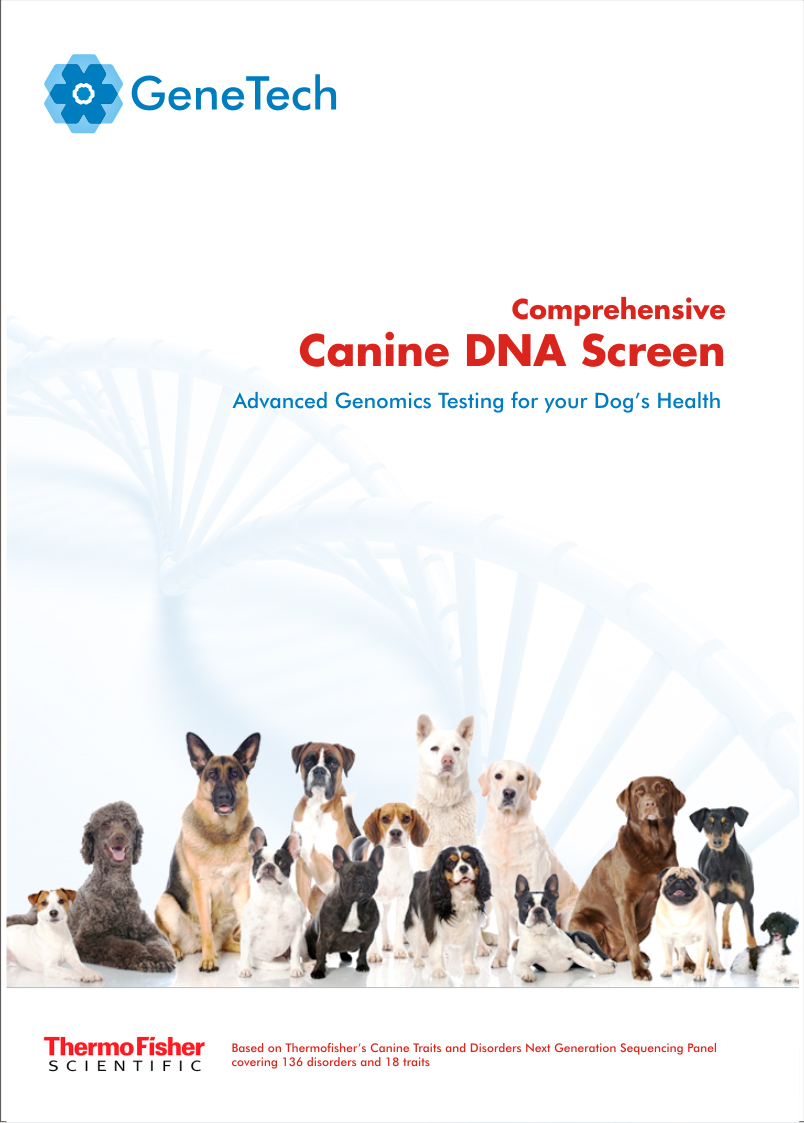 GeneTech
Comprehensive
Canine DNA Screen
Advanced Genomics Testing for your Dog's Health
ThermoFisher
SCIENTIFIC
Based on Thermofisher's Canine Traits and Disorders Next Generation Sequencing Panel
covering 136 disorders and 18 traits